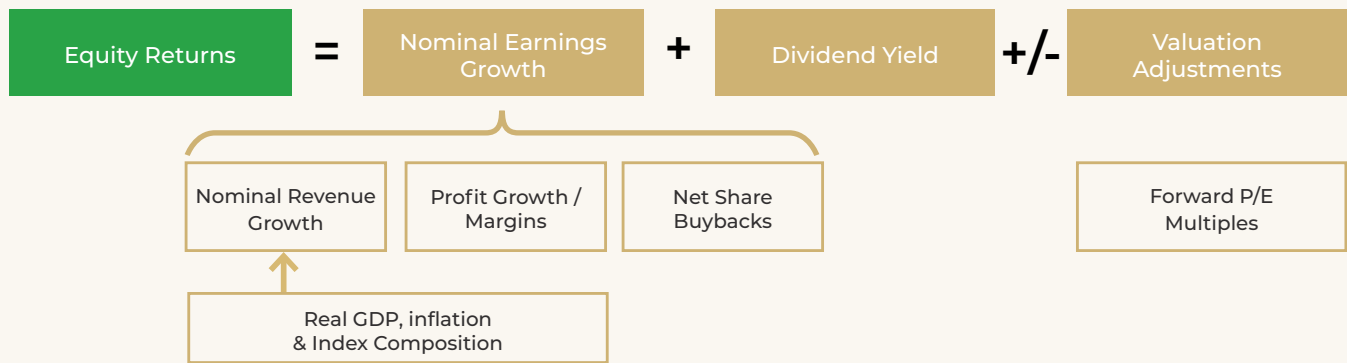 Equity Returns
=
Nominal Earnings
Growth
+
Dividend Yield
+/-
Valuation
Adjustments
Nominal Revenue
Growth
Profit Growth /
Margins
Net Share
Buybacks
Forward P/E
Multiples
Real GDP, inflation
& Index Composition